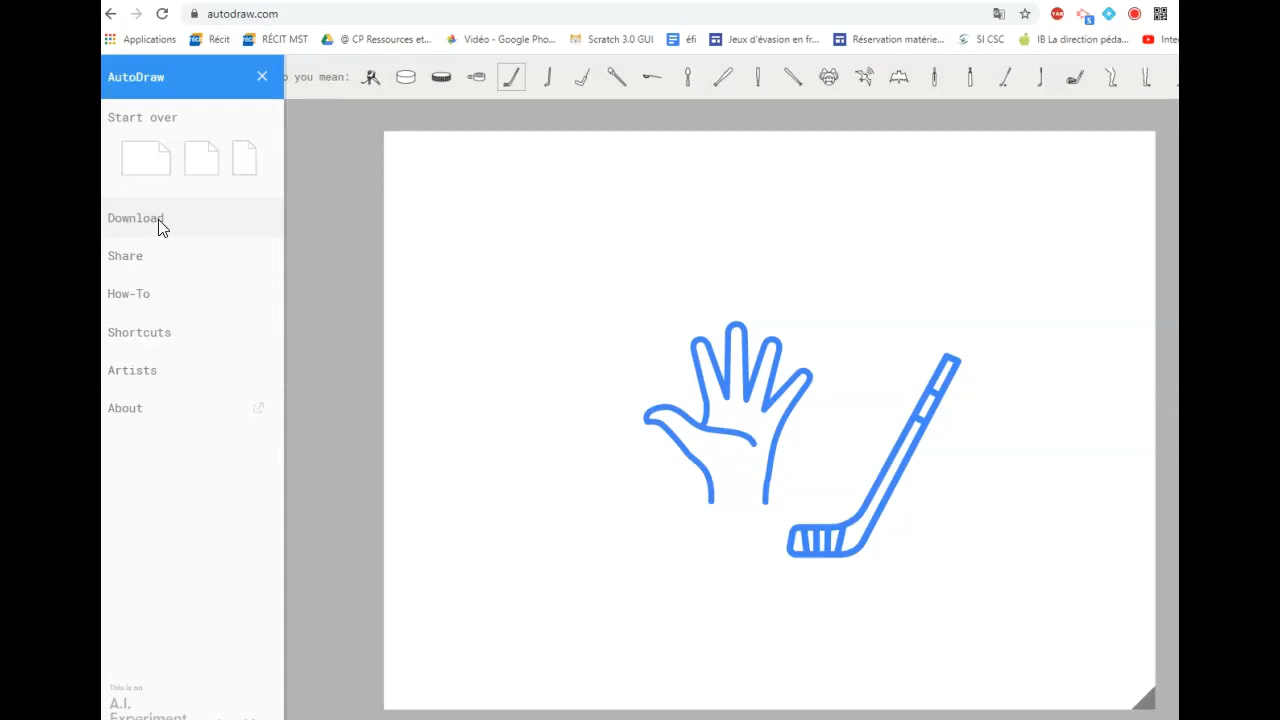 autodraw.com
Applications Récit RÉCIT MST @ CP Ressources et... Vidéo - Google Pho... Scratch 3.0 GUI éfi Jeux d'évasion en fr... Réservation matérie... SI CSC IB La direction péda... Inte
AutoDraw
o you mean:
Start over
Download
Share
How-To
Shortcuts
Artists
About
This is an
A.I.
Experiment